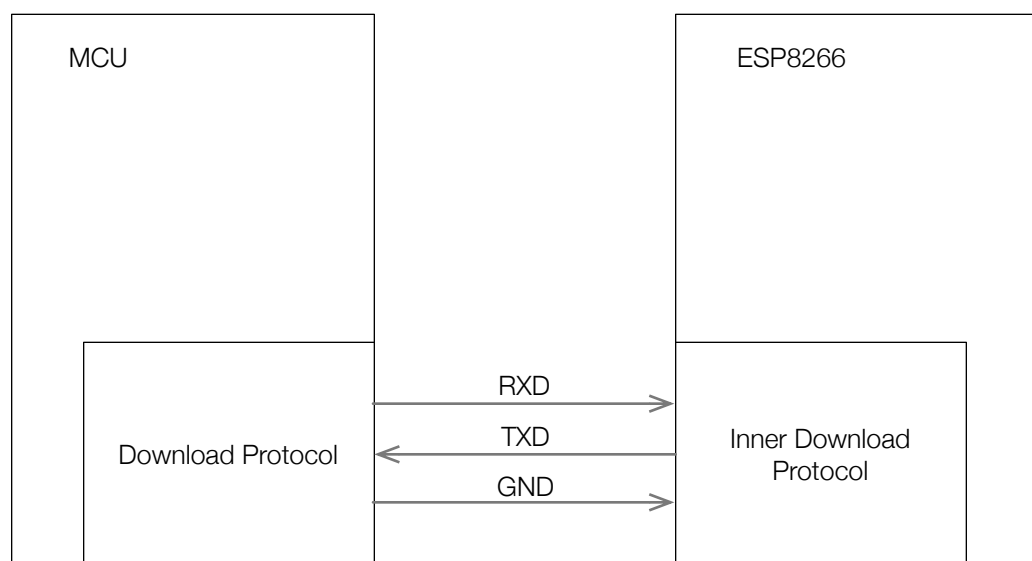 MCU
ESP8266
RXD
TXD
GND
Download Protocol
Inner Download
Protocol